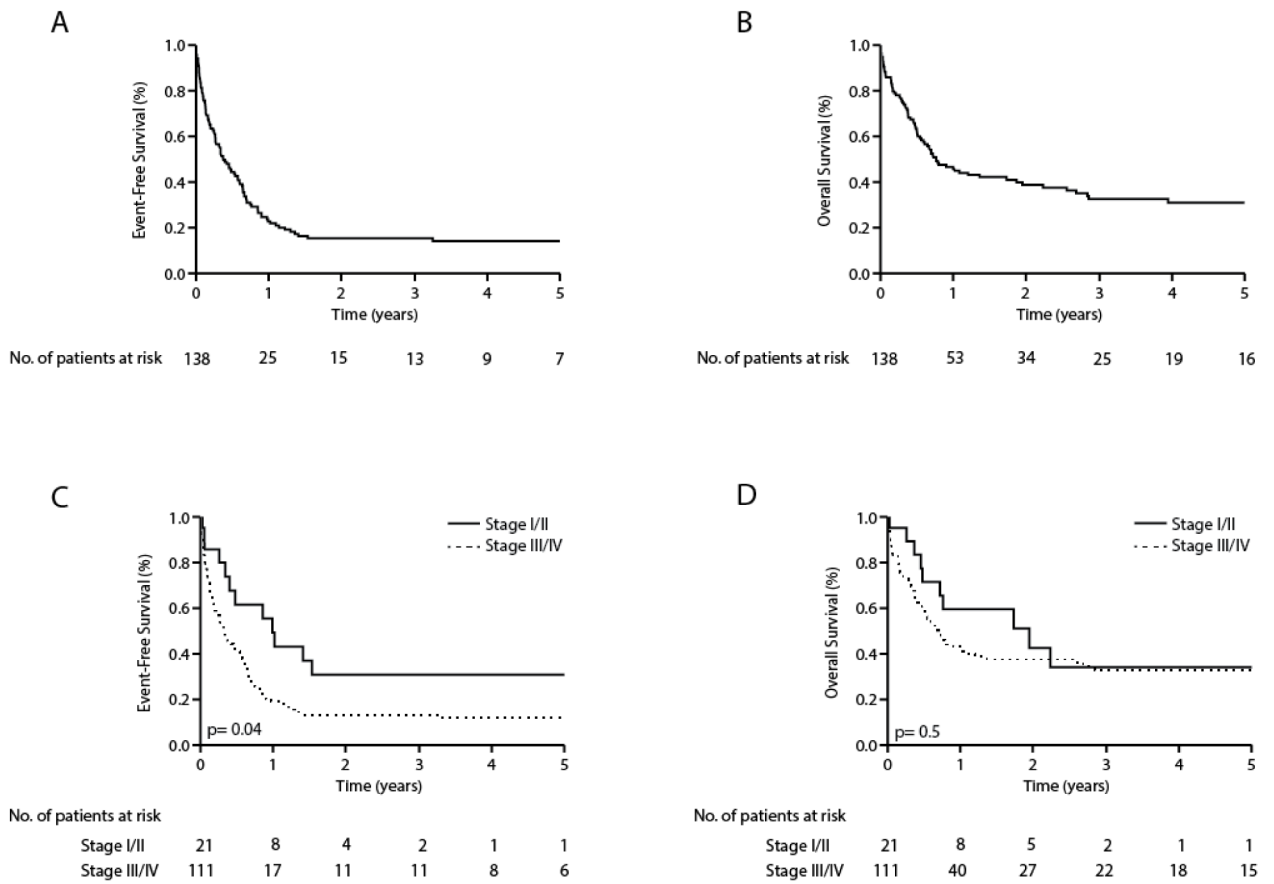 A
Event-Free Survival (%)
1.0
0.8
0.6
0.4
0.2
0.0
0 1 2 3 4 5
Time (years)
No. of patients at risk 138 25 15 13 9 7
B
Overall Survival (%)
1.0
0.8
0.6
0.4
0.2
0.0
0 1 2 3 4 5
Time (years)
No. of patients at risk 138 53 34 25 19 16
C
Event-Free Survival (%)
1.0
0.8
0.6
0.4
0.2
0.0
Stage I/II
Stage III/IV
p= 0.04
0 1 2 3 4 5
Time (years)
No. of patients at risk
Stage I/II 21 8 4 2 1 1
Stage III/IV 111 17 11 11 8 6
D
Overall Survival (%)
1.0
0.8
0.6
0.4
0.2
0.0
Stage I/II
Stage III/IV
p= 0.5
0 1 2 3 4 5
Time (years)
No. of patients at risk
Stage I/II 21 8 5 2 1 1
Stage III/IV 111 40 27 22 18 15